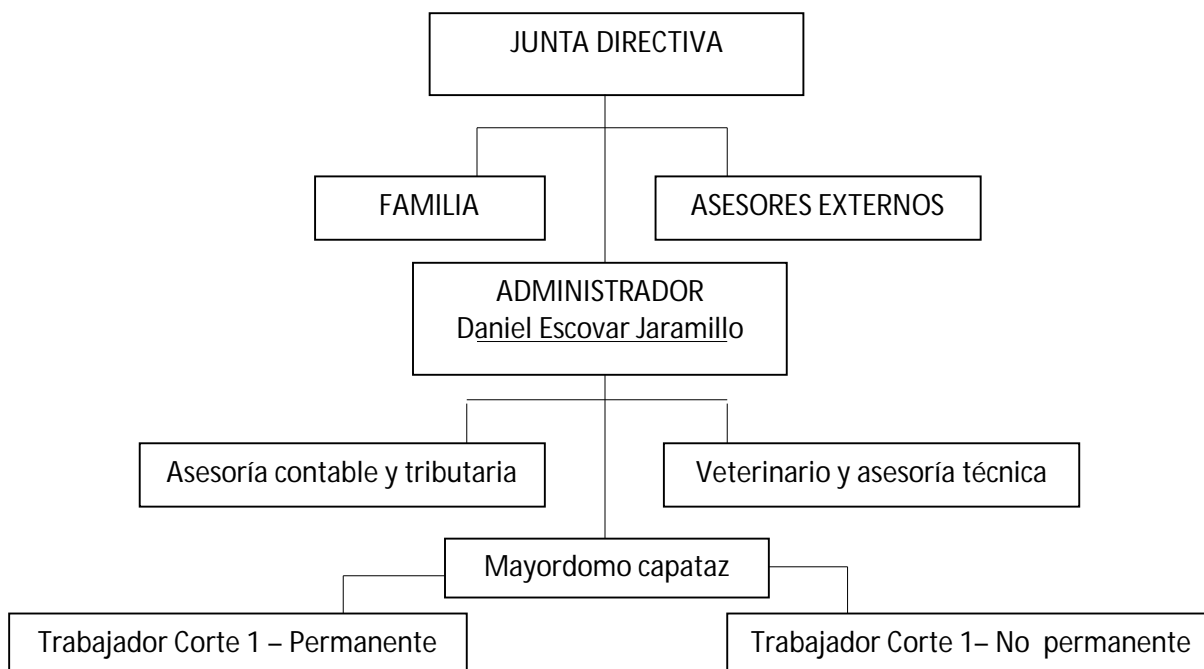 JUNTA DIRECTIVA
FAMILIA
ASESORES EXTERNOS
ADMINISTRADOR
Daniel Escovar Jaramillo
Asesoría contable y tributaria
Veterinario y asesoría técnica
Mayordomo capataz
Trabajador Corte 1 – Permanente
Trabajador Corte 1– No permanente